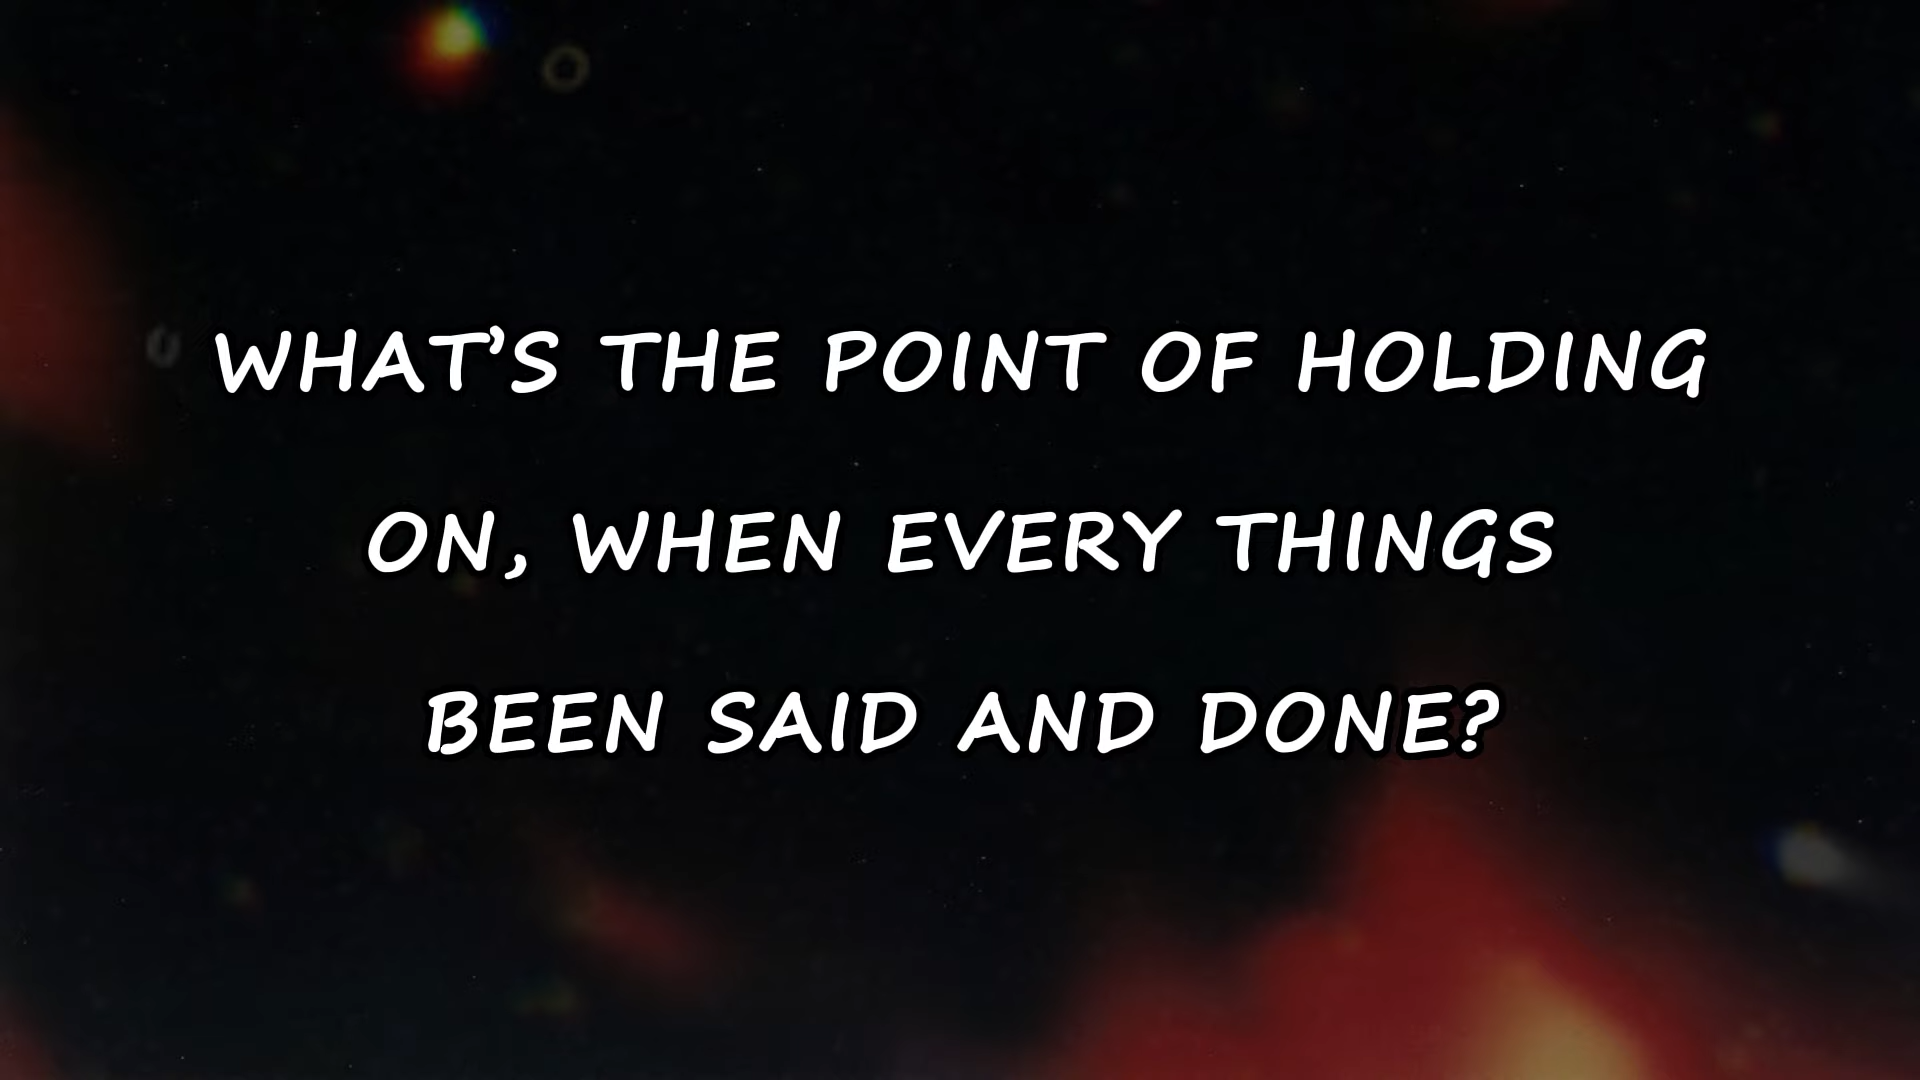 WHAT’S THE POINT OF HOLDING
ON, WHEN EVERY THINGS
BEEN SAID AND DONE?